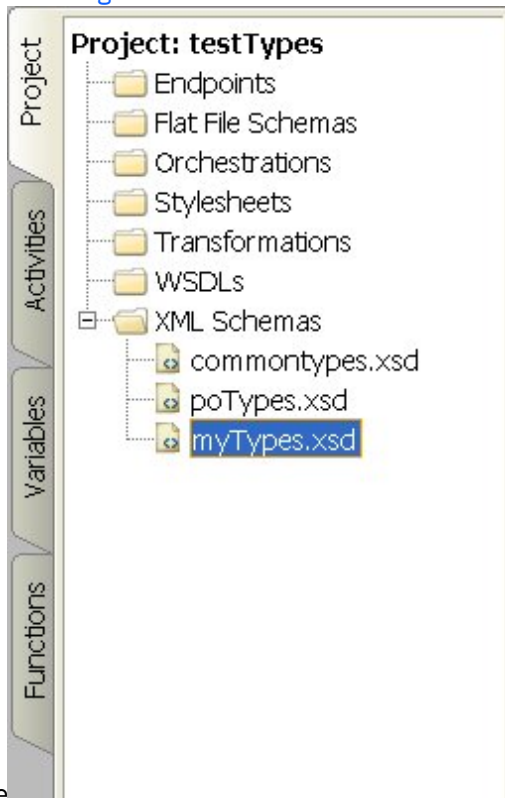 Project: testTypes
Endpoints
Flat File Schemas
Orchestrations
Stylesheets
Transformations
WSDLs
XML Schemas
commontypes.xsd
poTypes.xsd
myTypes.xsd
Project
Activities
Variables
Functions
e